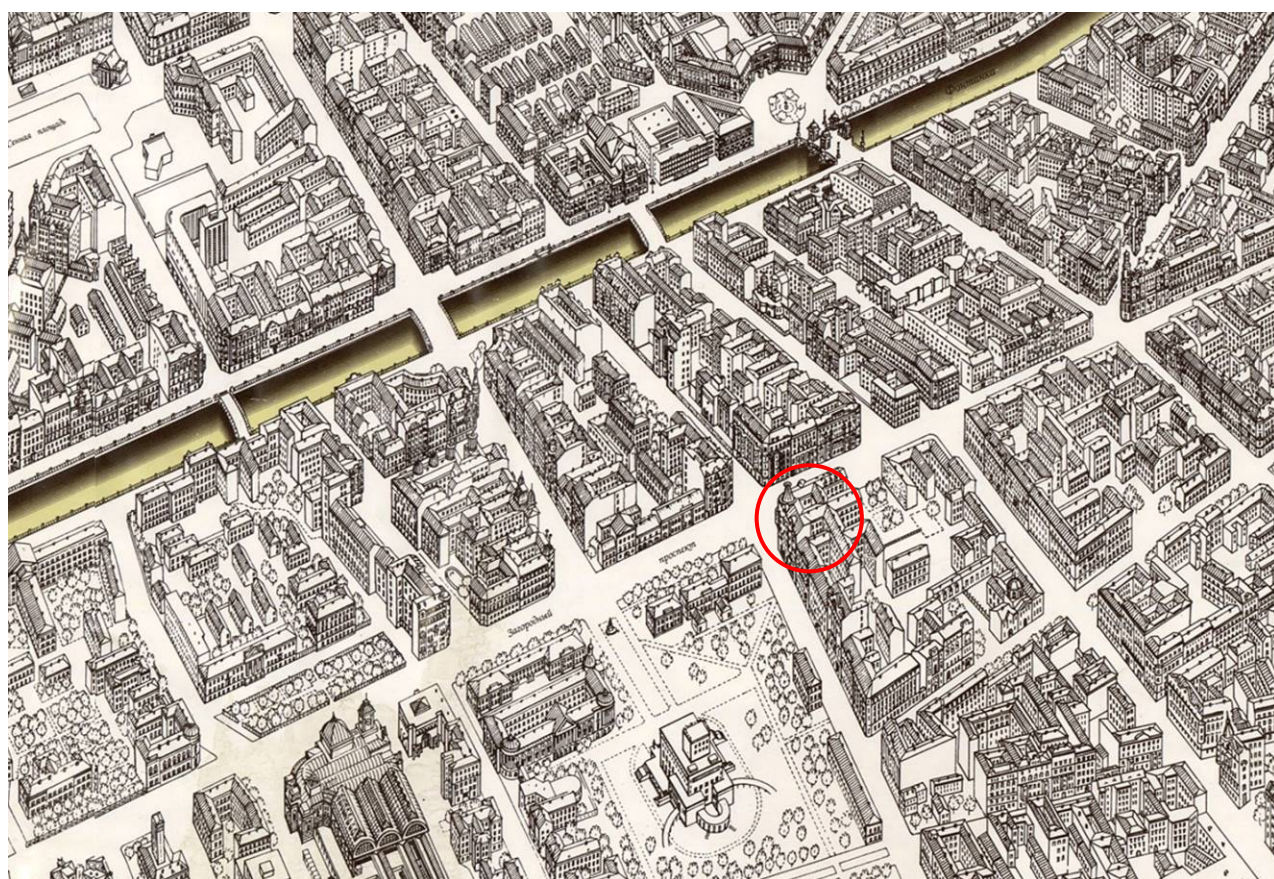 Фонтанка
Сенная площадь
проспект
Загородный